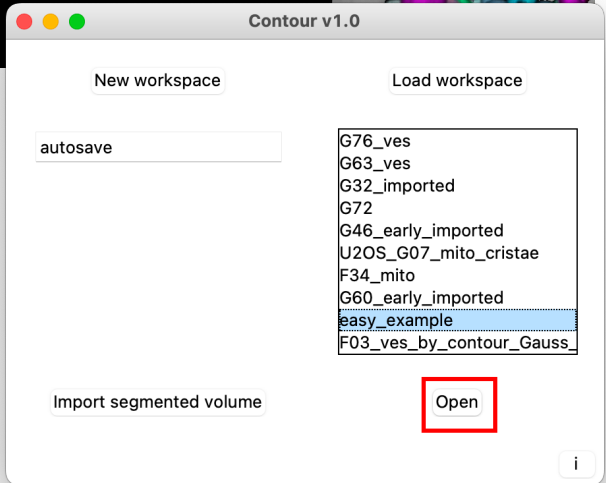 Contour v1.0
New workspace
Load workspace
autosave
G76_ves
G63_ves
G32_imported
G72
G46_early_imported
U2OS_G07_mito_cristae
F34_mito
G60_early_imported
easy_example
F03_ves_by_contour_Gauss_
Import segmented volume
Open
i